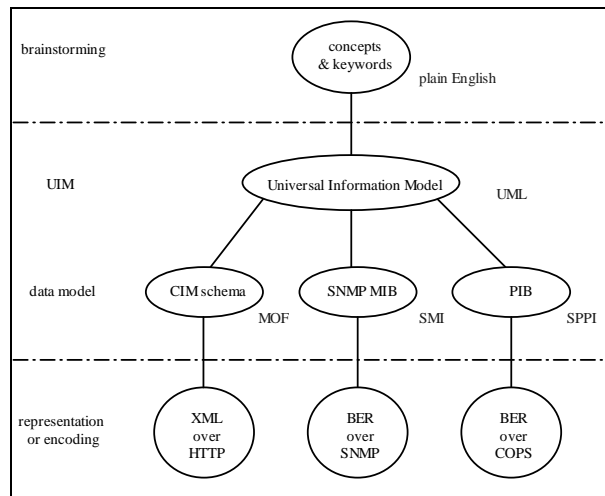 brainstorming
concepts
& keywords
plain English
UIM
Universal Information Model
UML
data model
CIM schema
MOF
SNMP MIB
SMI
PIB
SPPI
representation
or encoding
XML
over
HTTP
BER
over
SNMP
BER
over
COPS